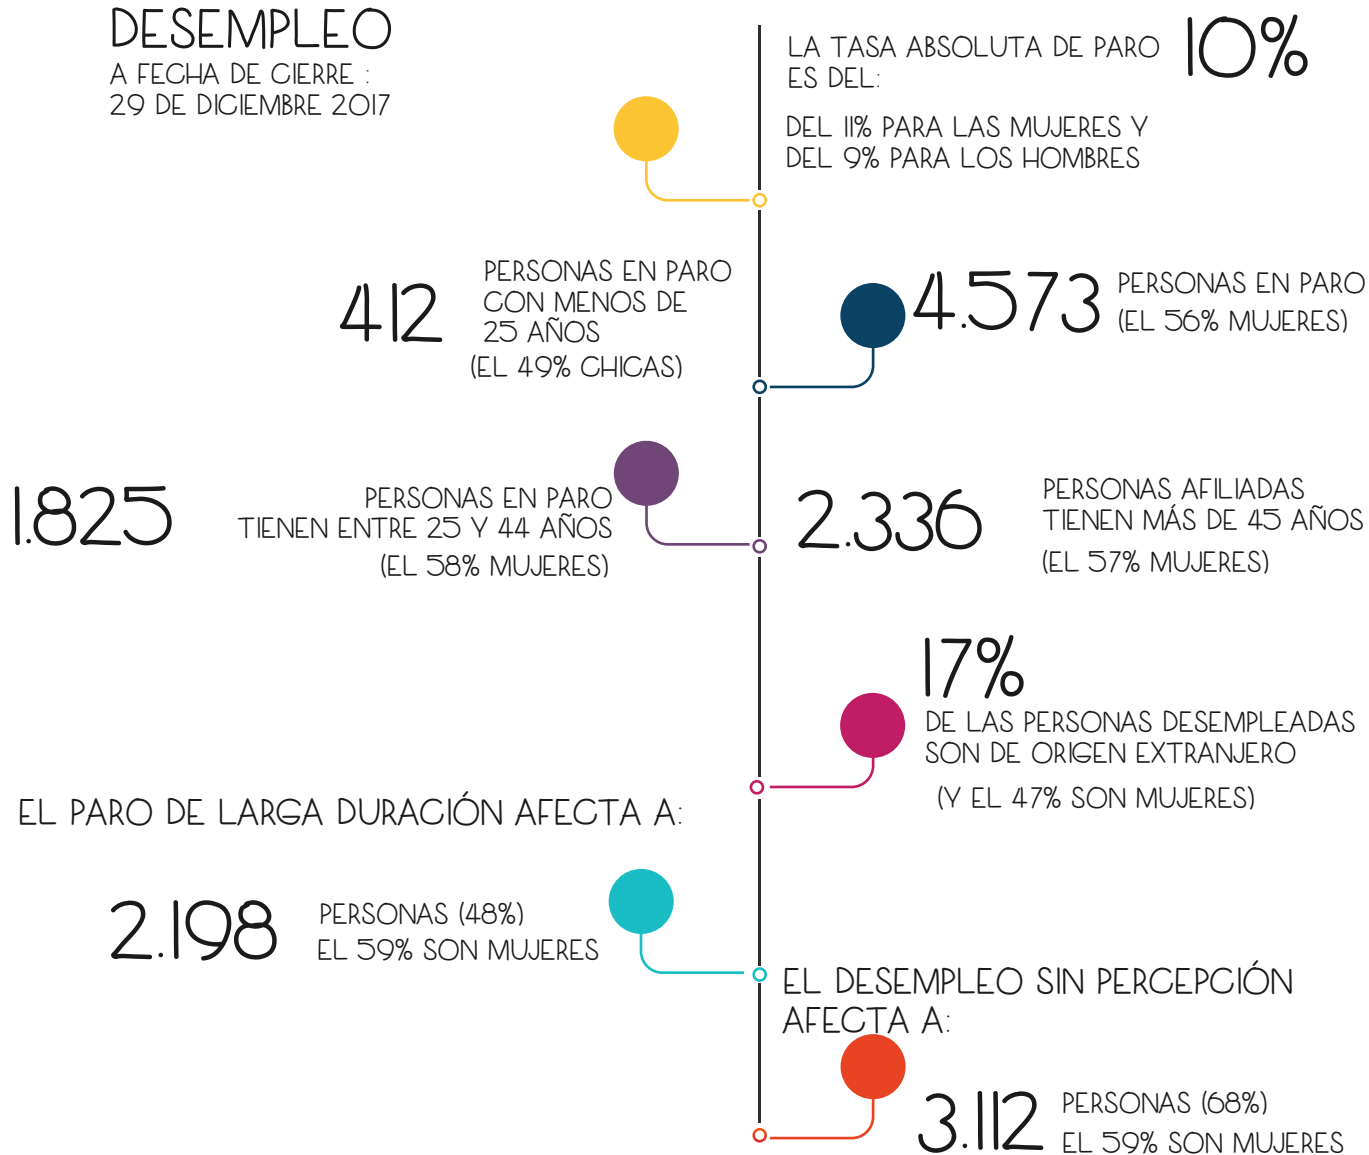 DESEMPLEO
A FECHA DE CIERRE :
29 DE DICIEMBRE 2017
LA TASA ABSOLUTA DE PARO
ES DEL:
10%
DEL 11% PARA LAS MUJERES Y
DEL 9% PARA LOS HOMBRES
412
PERSONAS EN PARO
CON MENOS DE
25 AÑOS
(EL 49% CHICAS)
4.573
PERSONAS EN PARO
(EL 56% MUJERES)
1.825
PERSONAS EN PARO
TIENEN ENTRE 25 Y 44 AÑOS
(EL 58% MUJERES)
2.336
PERSONAS AFILIADAS
TIENEN MÁS DE 45 AÑOS
(EL 57% MUJERES)
17%
DE LAS PERSONAS DESEMPLEADAS
SON DE ORIGEN EXTRANJERO
(Y EL 47% SON MUJERES)
EL PARO DE LARGA DURACIÓN AFECTA A:
2.198
PERSONAS (48%)
EL 59% SON MUJERES
EL DESEMPLEO SIN PERCEPCIÓN
AFECTA A:
3.112
PERSONAS (68%)
EL 59% SON MUJERES